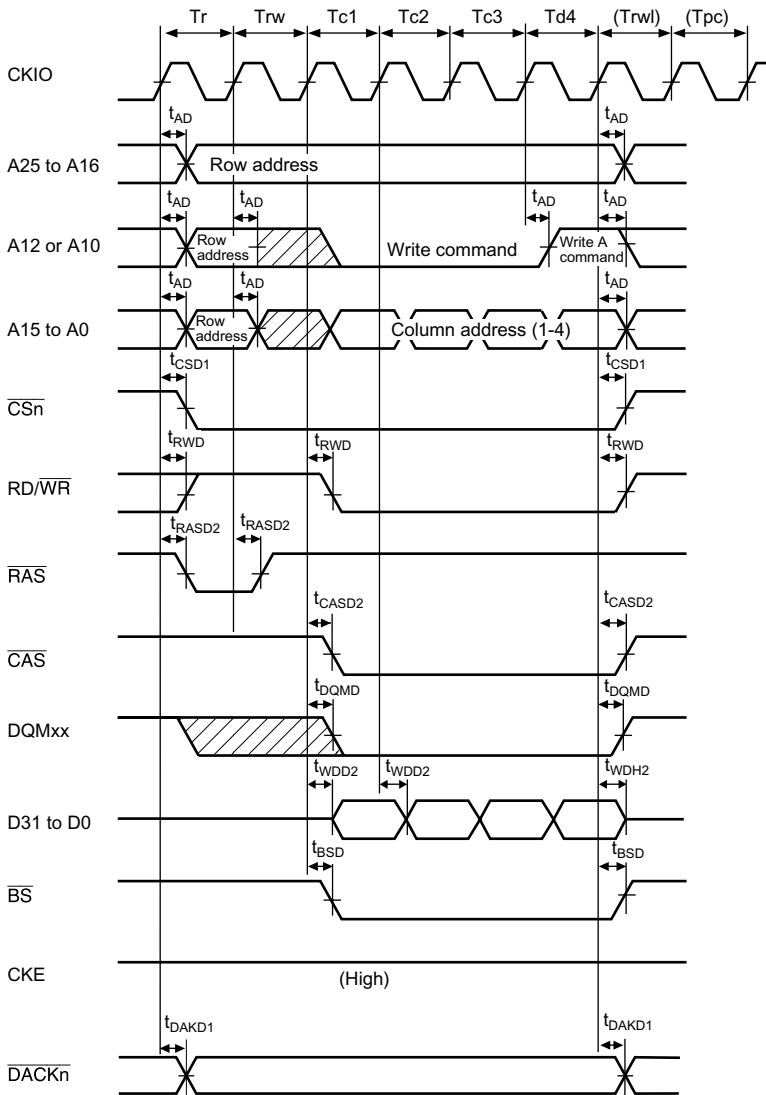 Tr Trw Tc1 Tc2 Tc3 Td4 (Trwl) (Tpc)
CKIO
tAD tAD
A25 to A16 Row address
tAD tAD tAD tAD
A12 or A10 Row address Write command Write A command
tAD tAD tAD
A15 to A0 Row address Column address (1-4)
tCSD1 tCSD1
CSn
tRWD tRWD tRWD
RD/WR
tRASD2 tRASD2
RAS
tCASD2 tCASD2
CAS
tDQMD tDQMD
DQMxx
tWDD2 tWDD2 tWDH2
D31 to D0
tBSD tBSD
BS
CKE (High)
tDAKD1 tDAKD1
DACKn